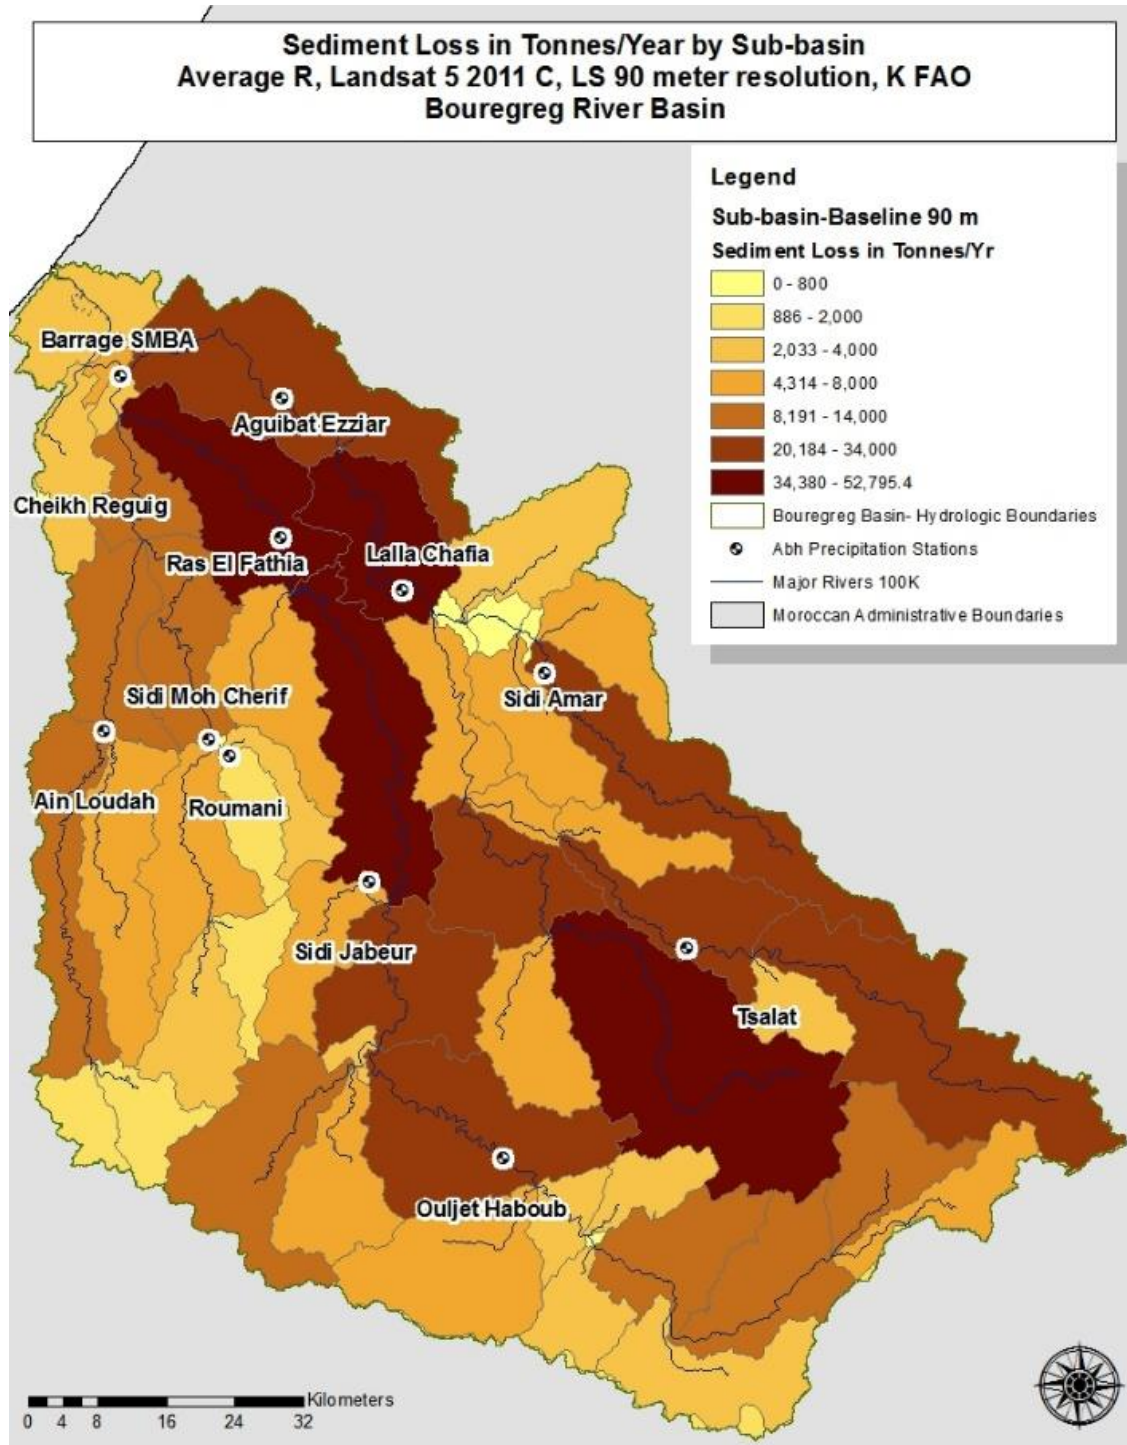 Sediment Loss in Tonnes/Year by Sub-basin
Average R, Landsat 5 2011 C, LS 90 meter resolution, K FAO
Bouregreg River Basin
Legend
Sub-basin-Baseline 90 m
Sediment Loss in Tonnes/Yr
0 - 800
886 - 2,000
2,033 - 4,000
4,314 - 8,000
8,191 - 14,000
20,184 - 34,000
34,380 - 52,795.4
Bouregreg Basin- Hydrologic Boundaries
Abh Precipitation Stations
Major Rivers 100K
Moroccan Administrative Boundaries
Barrage SMBA
Aguibat Ezziar
Cheikh Reguig
Ras El Fathia
Lalla Chafia
Sidi Moh Cherif
Sidi Amar
Ain Loudah
Roumani
Sidi Jabeur
Tsalat
Ouljet Haboub
Kilometers
0 4 8 16 24 32